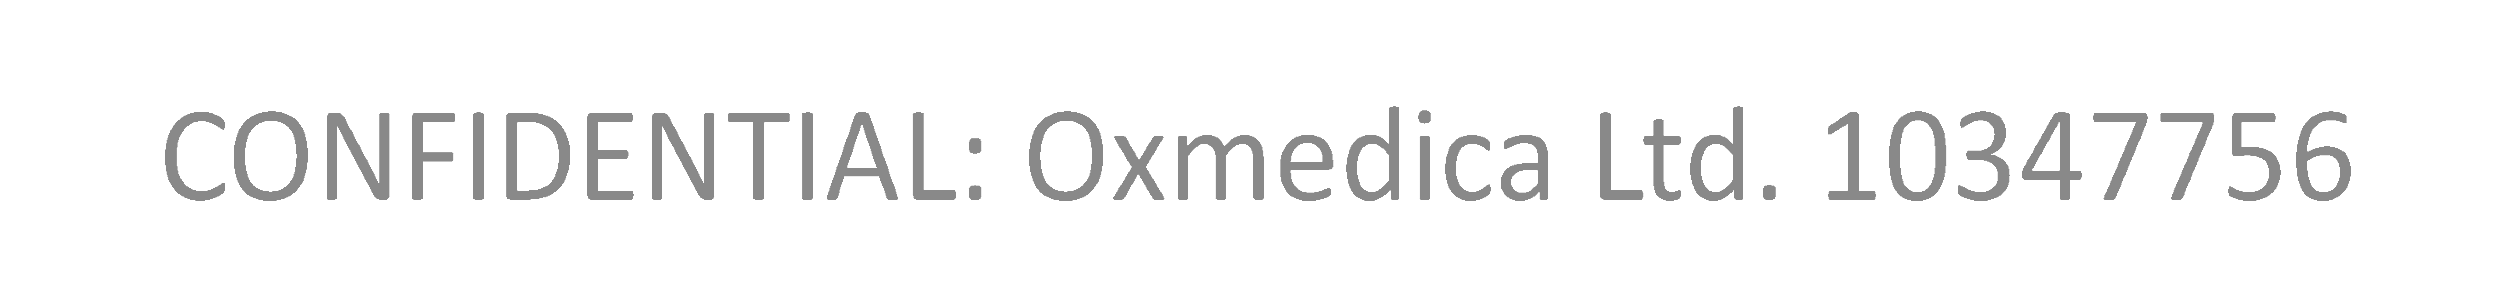 CONFIDENTIAL: Oxmedica Ltd. 10347756